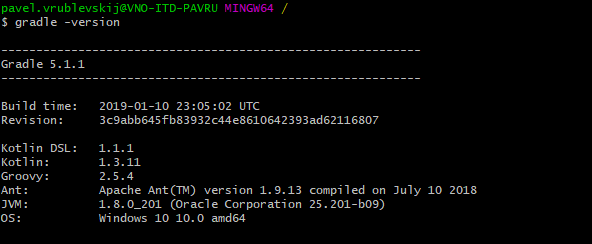 pavel.vrublevskij@VNO-ITD-PAVRU MINGW64 /
$ gradle -version
------------------------------------------------------------
Gradle 5.1.1
------------------------------------------------------------
Build time:   2019-01-10 23:05:02 UTC
Revision:     3c9abb645fb83932c44e8610642393ad62116807
Kotlin DSL:   1.1.1
Kotlin:       1.3.11
Groovy:       2.5.4
Ant:          Apache Ant(TM) version 1.9.13 compiled on July 10 2018
JVM:          1.8.0_201 (Oracle Corporation 25.201-b09)
OS:           Windows 10 10.0 amd64